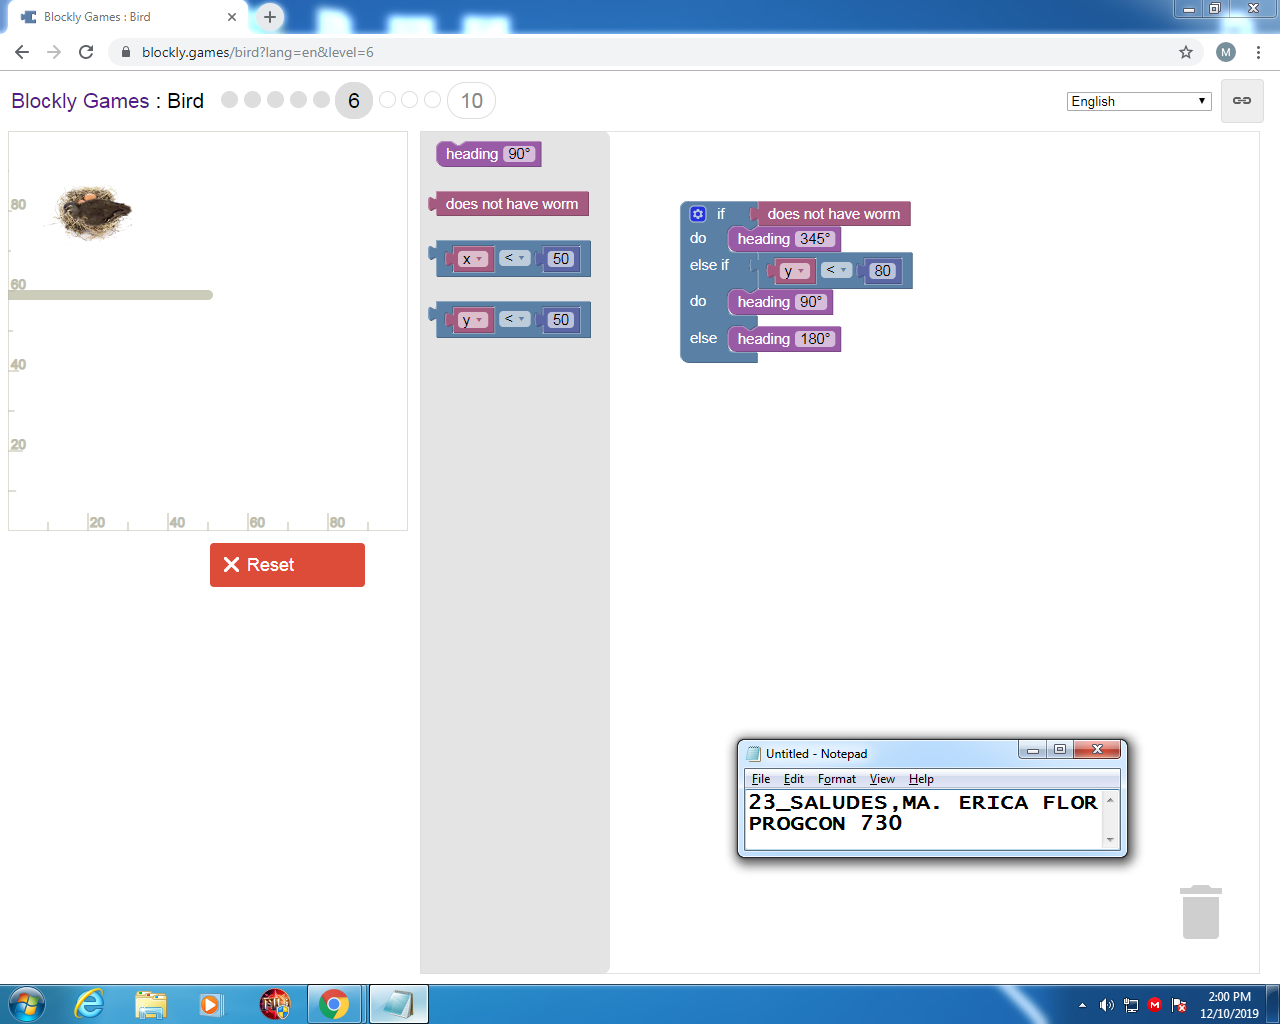 Blockly Games : Bird
blockly.games/bird?lang=en&level=6
M
Blockly Games : Bird
6
10
English
80
60
40
20
20
40
60
80
Reset
heading 90°
does not have worm
x < 50
y < 50
if does not have worm
do heading 345°
else if y < 80
do heading 90°
else heading 180°
Untitled - Notepad
File Edit Format View Help
23_SALUDES,MA. ERICA FLOR
PROGCON 730
2:00 PM
12/10/2019